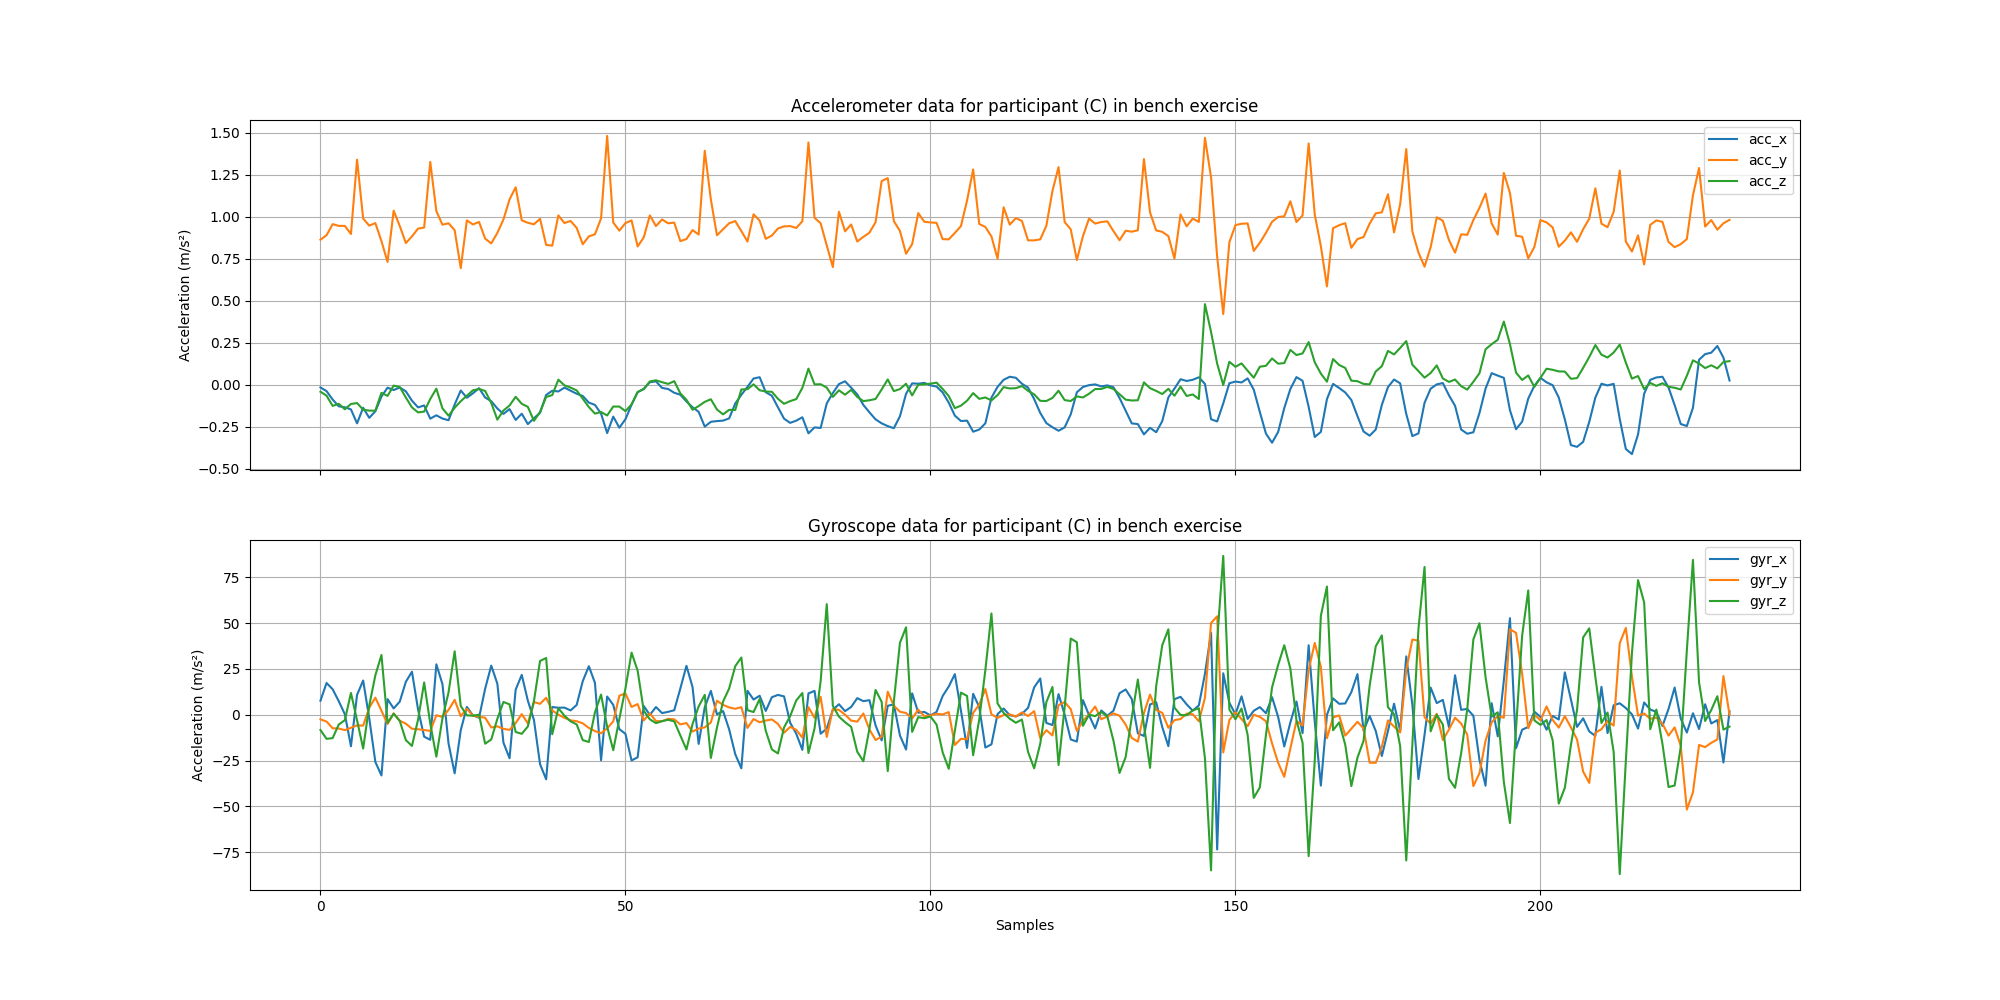 Accelerometer data for participant (C) in bench exercise
1.50
1.25
1.00
0.75
0.50
0.25
0.00
−0.25
−0.50
Acceleration (m/s²)
acc_x
acc_y
acc_z
Gyroscope data for participant (C) in bench exercise
75
50
25
0
−25
−50
−75
Acceleration (m/s²)
gyr_x
gyr_y
gyr_z
0 50 100 150 200
Samples